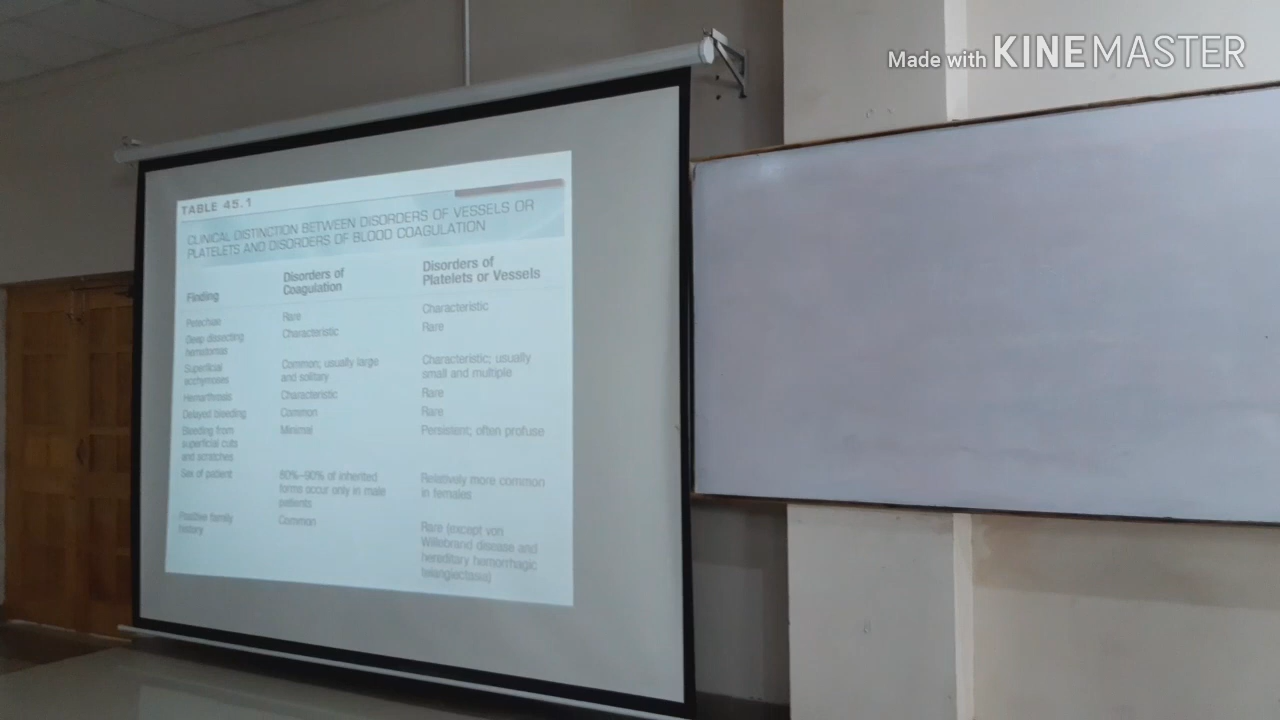 Made with KINEMASTER
TABLE 45.1
CLINICAL DISTINCTION BETWEEN DISORDERS OF VESSELS OR
PLATELETS AND DISORDERS OF BLOOD COAGULATION
Finding
Disorders of
Coagulation
Disorders of
Platelets or Vessels
Petechiae
Rare
Characteristic
Deep dissecting
hematomas
Characteristic
Rare
Superficial
ecchymoses
Common; usually large
and solitary
Characteristic; usually
small and multiple
Hemarthrosis
Characteristic
Rare
Delayed bleeding
Common
Rare
Bleeding from
superficial cuts
and scratches
Minimal
Persistent; often profuse
Sex of patient
80%–90% of inherited
forms occur only in male
patients
Relatively more common
in females
Positive family
history
Common
Rare (except von
Willebrand disease and
hereditary hemorrhagic
telangiectasia)